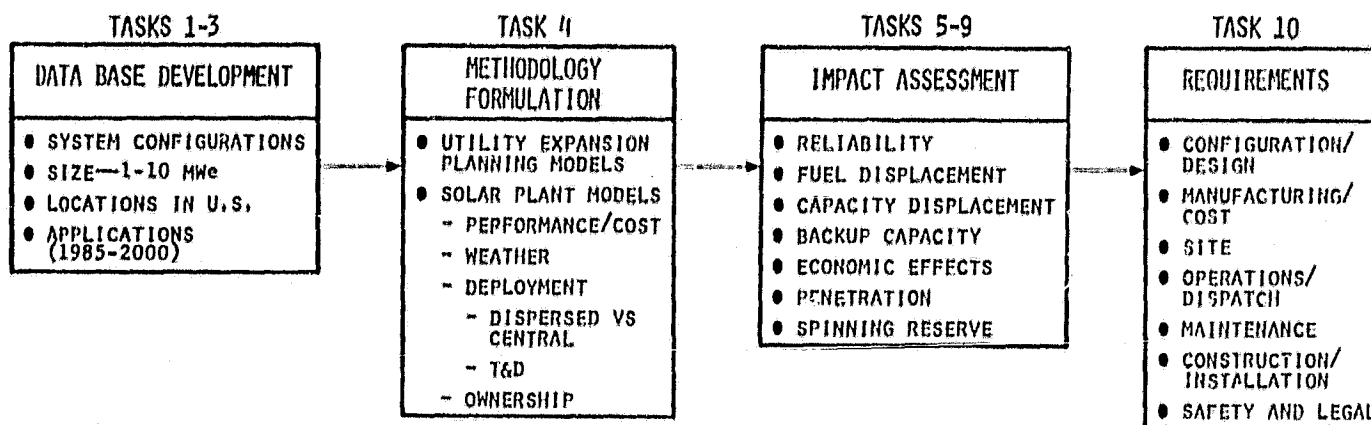 TASKS 1-3
DATA BASE DEVELOPMENT
● SYSTEM CONFIGURATIONS
● SIZE—1-10 MWe
● LOCATIONS IN U.S.
● APPLICATIONS
(1985-2000)
TASK 4
METHODOLOGY
FORMULATION
● UTILITY EXPANSION
PLANNING MODELS
● SOLAR PLANT MODELS
- PERFORMANCE/COST
- WEATHER
- DEPLOYMENT
- DISPERSED VS
CENTRAL
- T&D
- OWNERSHIP
TASKS 5-9
IMPACT ASSESSMENT
● RELIABILITY
● FUEL DISPLACEMENT
● CAPACITY DISPLACEMENT
● BACKUP CAPACITY
● ECONOMIC EFFECTS
● PENETRATION
● SPINNING RESERVE
TASK 10
REQUIREMENTS
● CONFIGURATION/
DESIGN
● MANUFACTURING/
COST
● SITE
● OPERATIONS/
DISPATCH
● MAINTENANCE
● CONSTRUCTION/
INSTALLATION
● SAFETY AND LEGAL